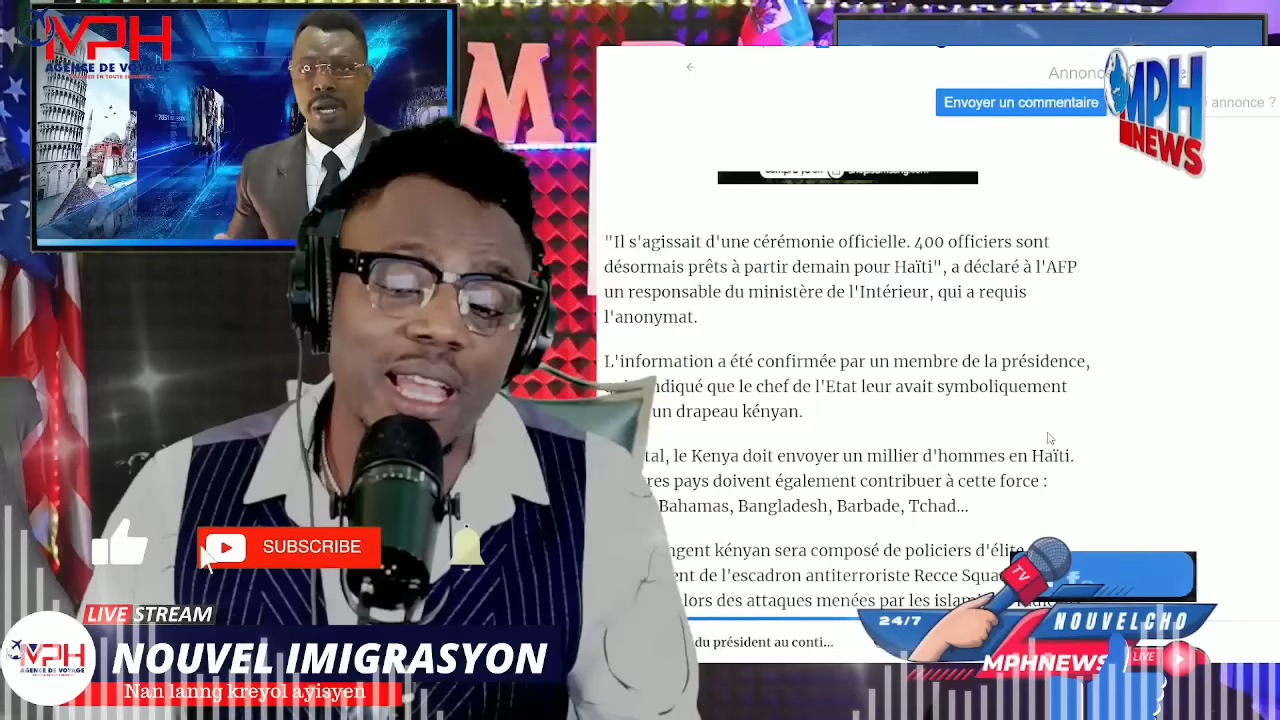 MPH
AGENCE DE VOYAGE
M
Annonc
Envoyer un commentaire
annonce ?
MPH
NEWS
"Il s'agissait d'une cérémonie officielle. 400 officiers sont
désormais prêts à partir demain pour Haïti", a déclaré à l'AFP
un responsable du ministère de l'Intérieur, qui a requis
l'anonymat.
L'information a été confirmée par un membre de la présidence,
indiqué que le chef de l'Etat leur avait symboliquement
un drapeau kényan.
tal, le Kenya doit envoyer un millier d'hommes en Haïti.
res pays doivent également contribuer à cette force :
Bahamas, Bangladesh, Barbade, Tchad...
ngent kényan sera composé de policiers d'élite
ent de l'escadron antiterroriste Recce Squa
lors des attaques menées par les islam
du président au conti...
SUBSCRIBE
TV
24/7
NOUVELCHO
MPHNEWS
LIVE
LIVE STREAM
MPH
AGENCE DE VOYAGE
NOUVEL IMIGRASYON
Nan lanng kreyol ayisyen